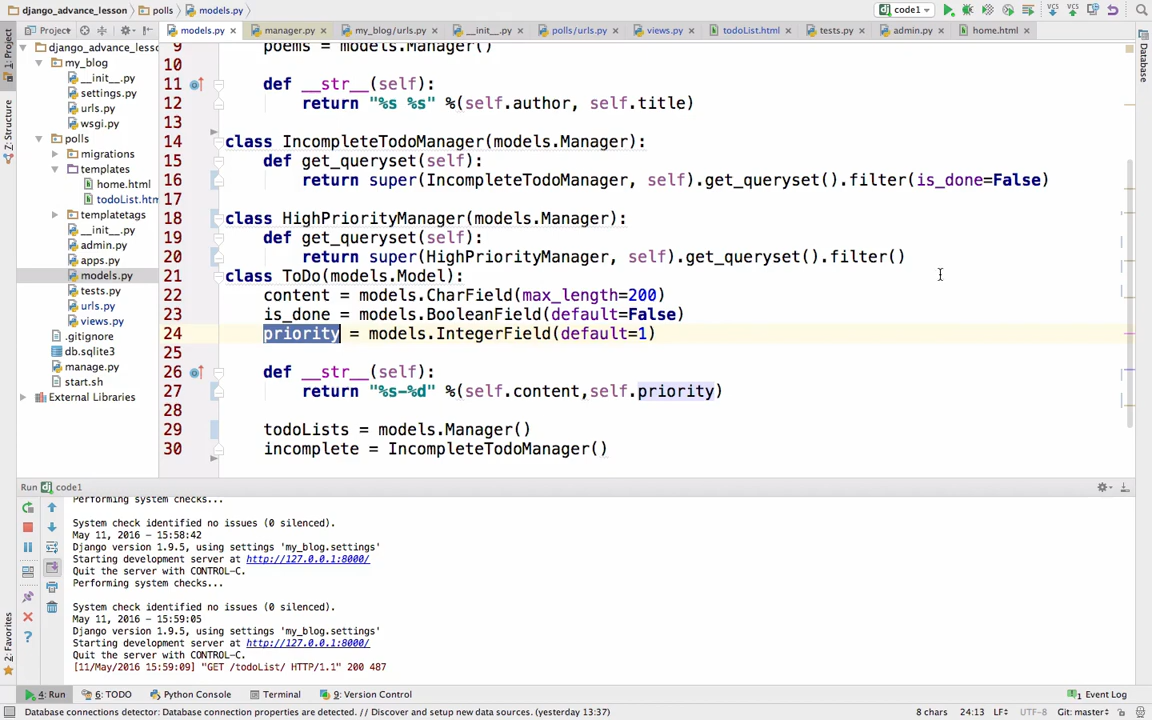 django_advance_lesson polls models.py code1
Project models.py manager.py my_blog/urls.py __init__.py polls/urls.py views.py todoList.html tests.py admin.py home.html
1: Project
7: Structure
2: Favorites
Database
django_advance_lesso
my_blog
__init__.py
settings.py
urls.py
wsgi.py
polls
migrations
templates
home.html
todoList.htm
templatetags
__init__.py
admin.py
apps.py
models.py
tests.py
urls.py
views.py
.gitignore
db.sqlite3
manage.py
start.sh
External Libraries
9 poems = models.Manager()
10
11 def __str__(self):
12 return "%s %s" %(self.author, self.title)
13
14 class IncompleteTodoManager(models.Manager):
15 def get_queryset(self):
16 return super(IncompleteTodoManager, self).get_queryset().filter(is_done=False)
17
18 class HighPriorityManager(models.Manager):
19 def get_queryset(self):
20 return super(HighPriorityManager, self).get_queryset().filter()
21 class ToDo(models.Model):
22 content = models.CharField(max_length=200)
23 is_done = models.BooleanField(default=False)
24 priority = models.IntegerField(default=1)
25
26 def __str__(self):
27 return "%s-%d" %(self.content,self.priority)
28
29 todoLists = models.Manager()
30 incomplete = IncompleteTodoManager()
Run code1
Performing system checks...
System check identified no issues (0 silenced).
May 11, 2016 - 15:58:42
Django version 1.9.5, using settings 'my_blog.settings'
Starting development server at http://127.0.0.1:8000/
Quit the server with CONTROL-C.
Performing system checks...
System check identified no issues (0 silenced).
May 11, 2016 - 15:59:05
Django version 1.9.5, using settings 'my_blog.settings'
Starting development server at http://127.0.0.1:8000/
Quit the server with CONTROL-C.
[11/May/2016 15:59:09] "GET /todoList/ HTTP/1.1" 200 487
4: Run 6: TODO Python Console Terminal 9: Version Control 1 Event Log
Database connections detector: Database connection properties are detected. // Discover and setup new data sources. (yesterday 13:37) 8 chars 24:13 LF÷ UTF-8 Git: master÷